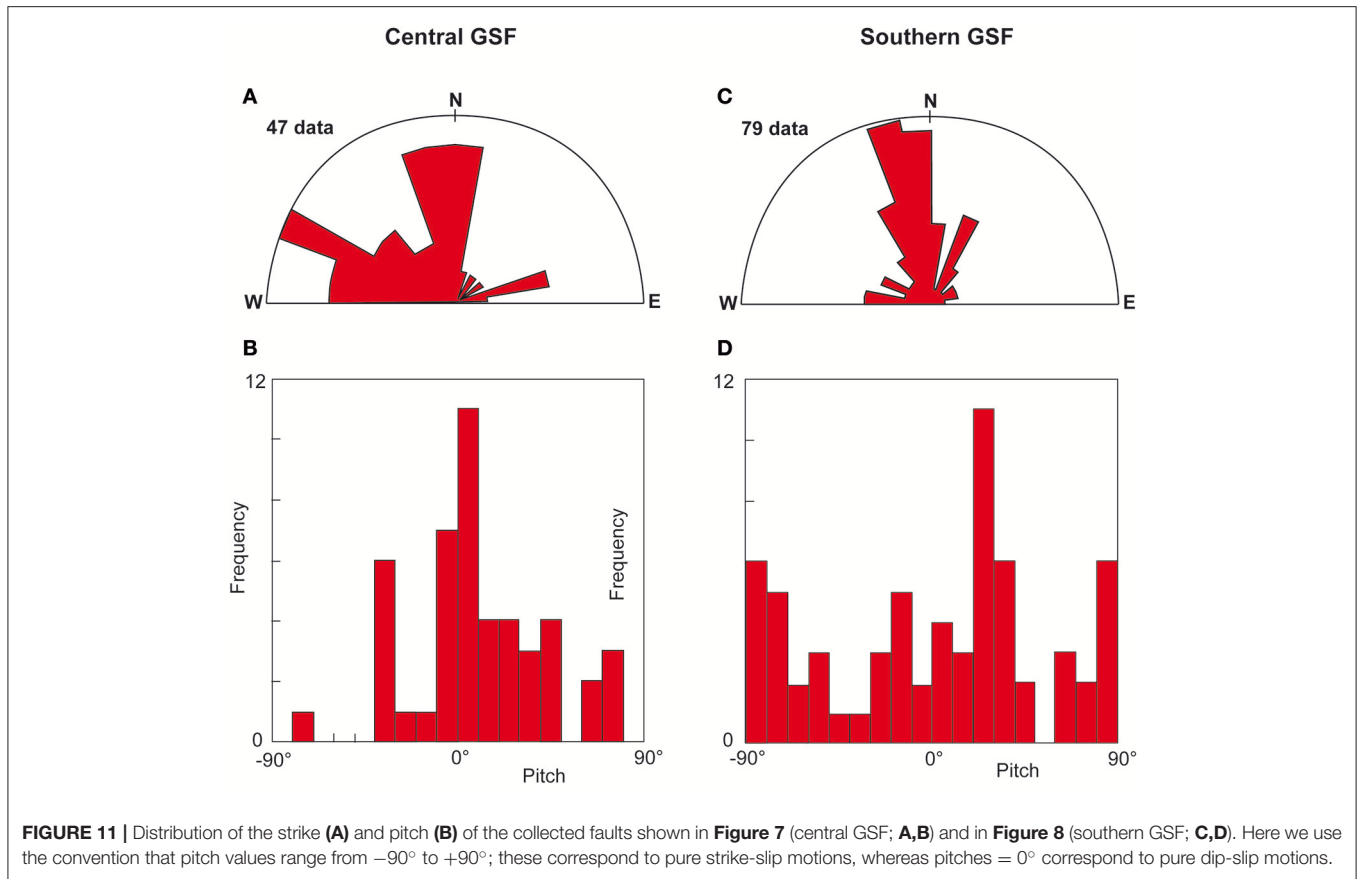 Central GSF
Southern GSF
A
47 data
N
W
E
C
79 data
N
W
E
B
12
Frequency
0
-90°
0°
90°
Pitch
D
12
Frequency
0
-90°
0°
90°
Pitch
FIGURE 11 | Distribution of the strike (A) and pitch (B) of the collected faults shown in Figure 7 (central GSF; A,B) and in Figure 8 (southern GSF; C,D). Here we use
the convention that pitch values range from −90° to +90°; these correspond to pure strike-slip motions, whereas pitches = 0° correspond to pure dip-slip motions.